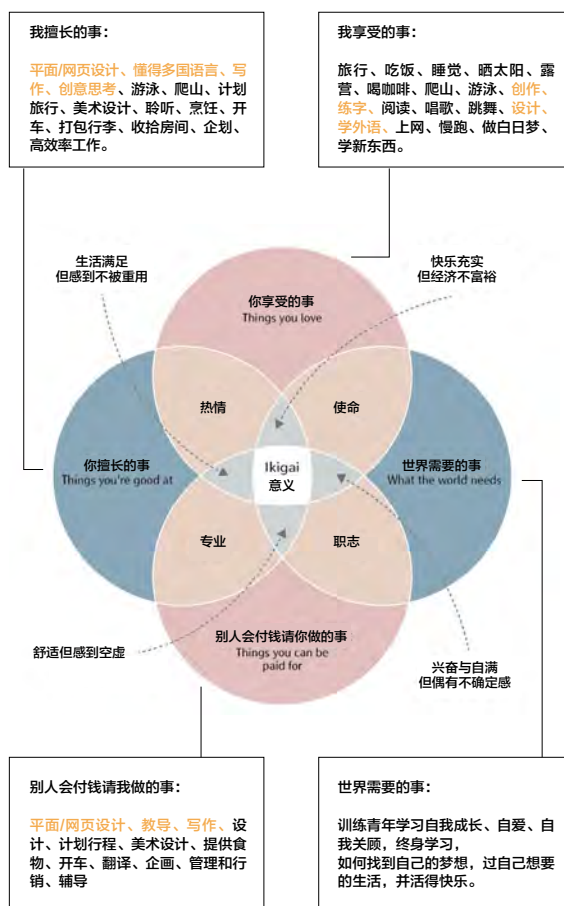 我擅长的事：
平面/网页设计、懂得多国语言、写
作、创意思考、游泳、爬山、计划
旅行、美术设计、聆听、烹饪、开
车、打包行李、收拾房间、企划、
高效率工作。
我享受的事：
旅行、吃饭、睡觉、晒太阳、露
营、喝咖啡、爬山、游泳、创作、
练字、阅读、唱歌、跳舞、设计、
学外语、上网、慢跑、做白日梦、
学新东西。
生活满足
但感到不被重用
快乐充实
但经济不富裕
你享受的事
Things you love
热情
使命
你擅长的事
Things you're good at
Ikigai
意义
世界需要的事
What the world needs
专业
职志
别人会付钱请你做的事
Things you can be
paid for
舒适但感到空虚
兴奋与自满
但偶有不确定感
别人会付钱请我做的事：
平面/网页设计、教导、写作、设
计、计划行程、美术设计、提供食
物、开车、翻译、企画、管理和行
销、辅导
世界需要的事：
训练青年学习自我成长、自爱、自
我关顾，终身学习，
如何找到自己的梦想，过自己想要
的生活，并活得快乐。